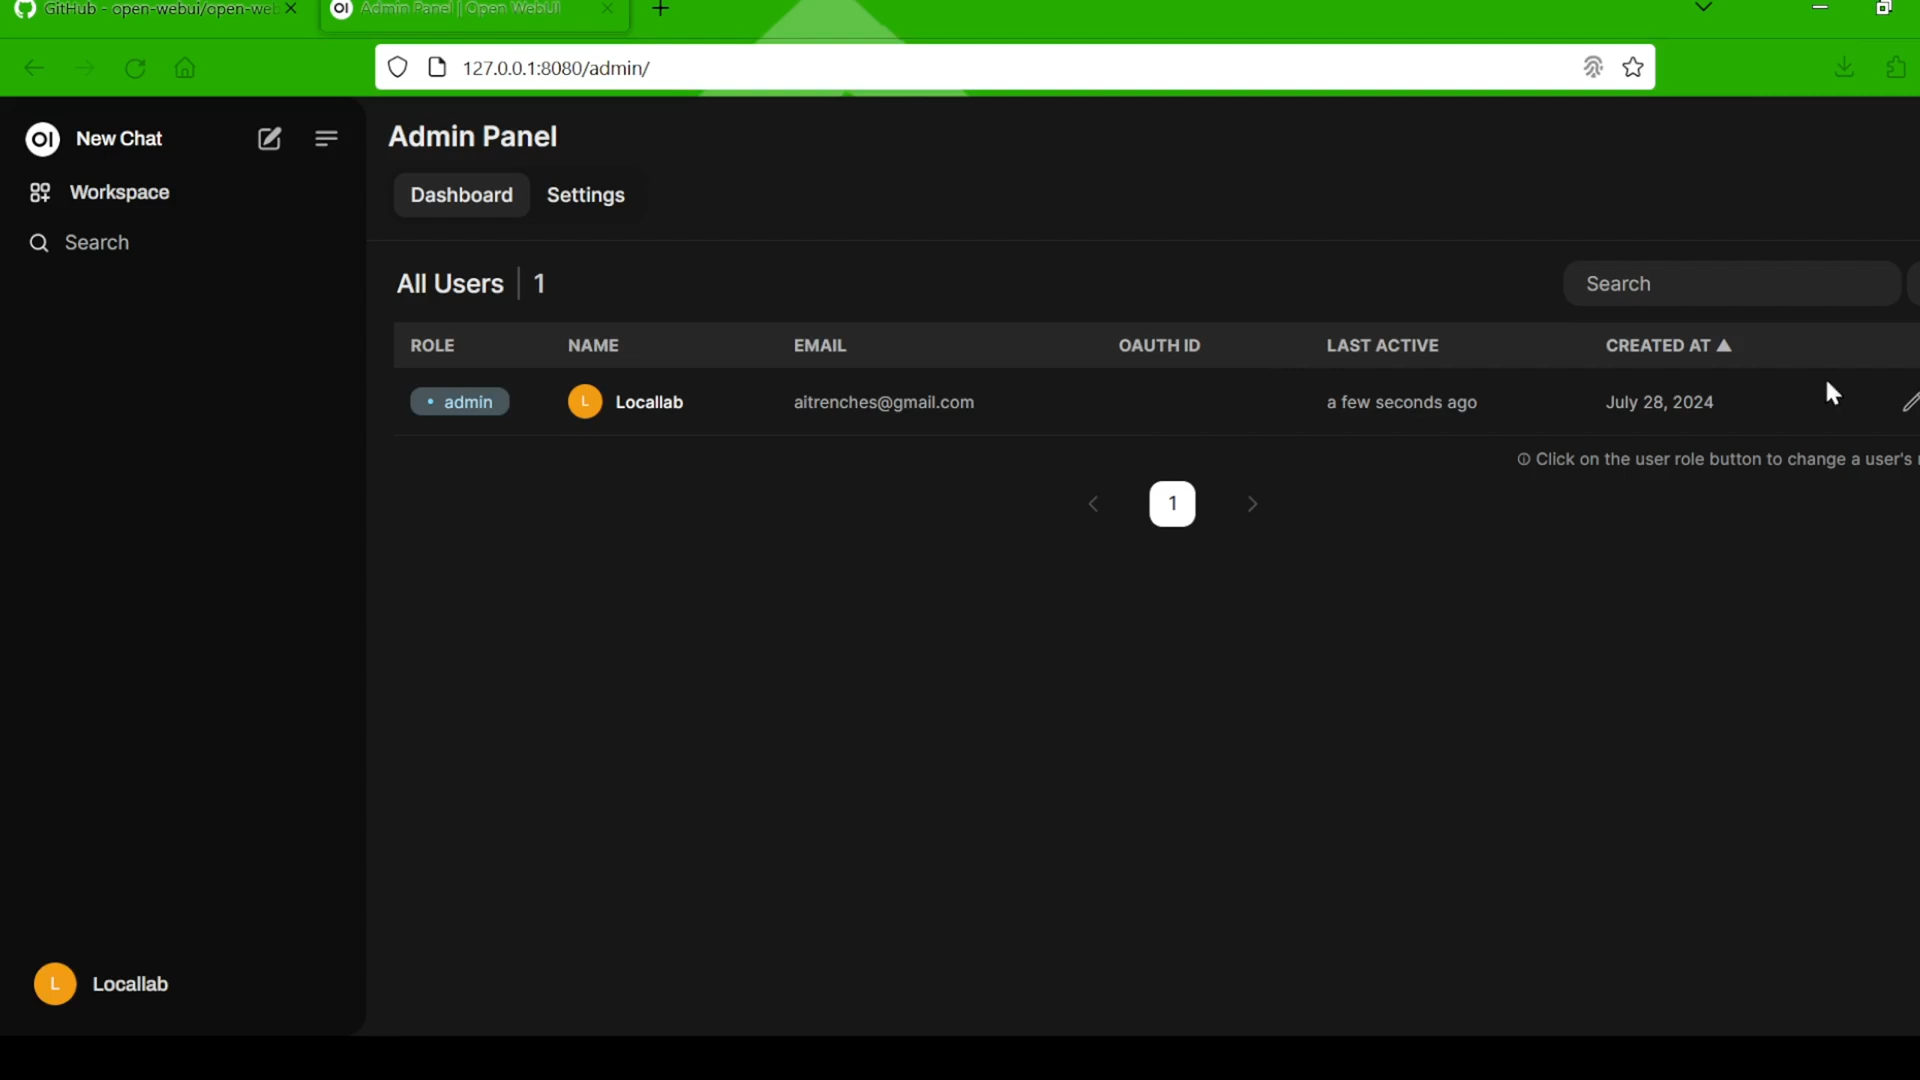 GitHub - open-webui/open-web
OI Admin Panel | Open WebUI
127.0.0.1:8080/admin/
OI New Chat
Workspace
Search
Admin Panel
Dashboard Settings
All Users 1
Search
ROLE NAME EMAIL OAUTH ID LAST ACTIVE CREATED AT ▲
• admin L Locallab aitrenches@gmail.com a few seconds ago July 28, 2024
ⓘ Click on the user role button to change a user's
1
L Locallab